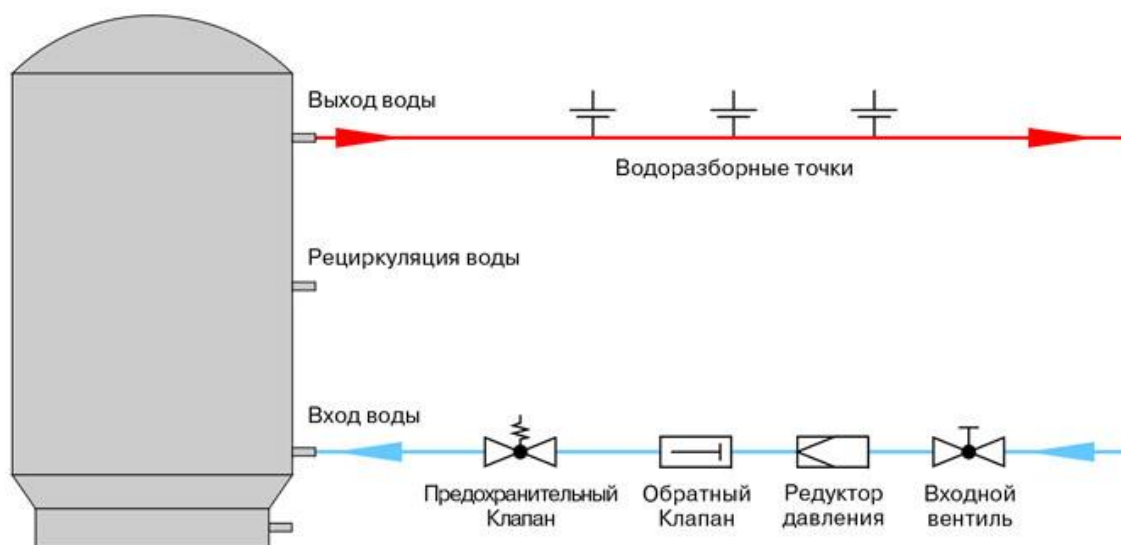 Выход воды
Водоразборные точки
Рециркуляция воды
Вход воды
Предохранительный
Клапан
Обратный
Клапан
Редуктор
давления
Входной
вентиль